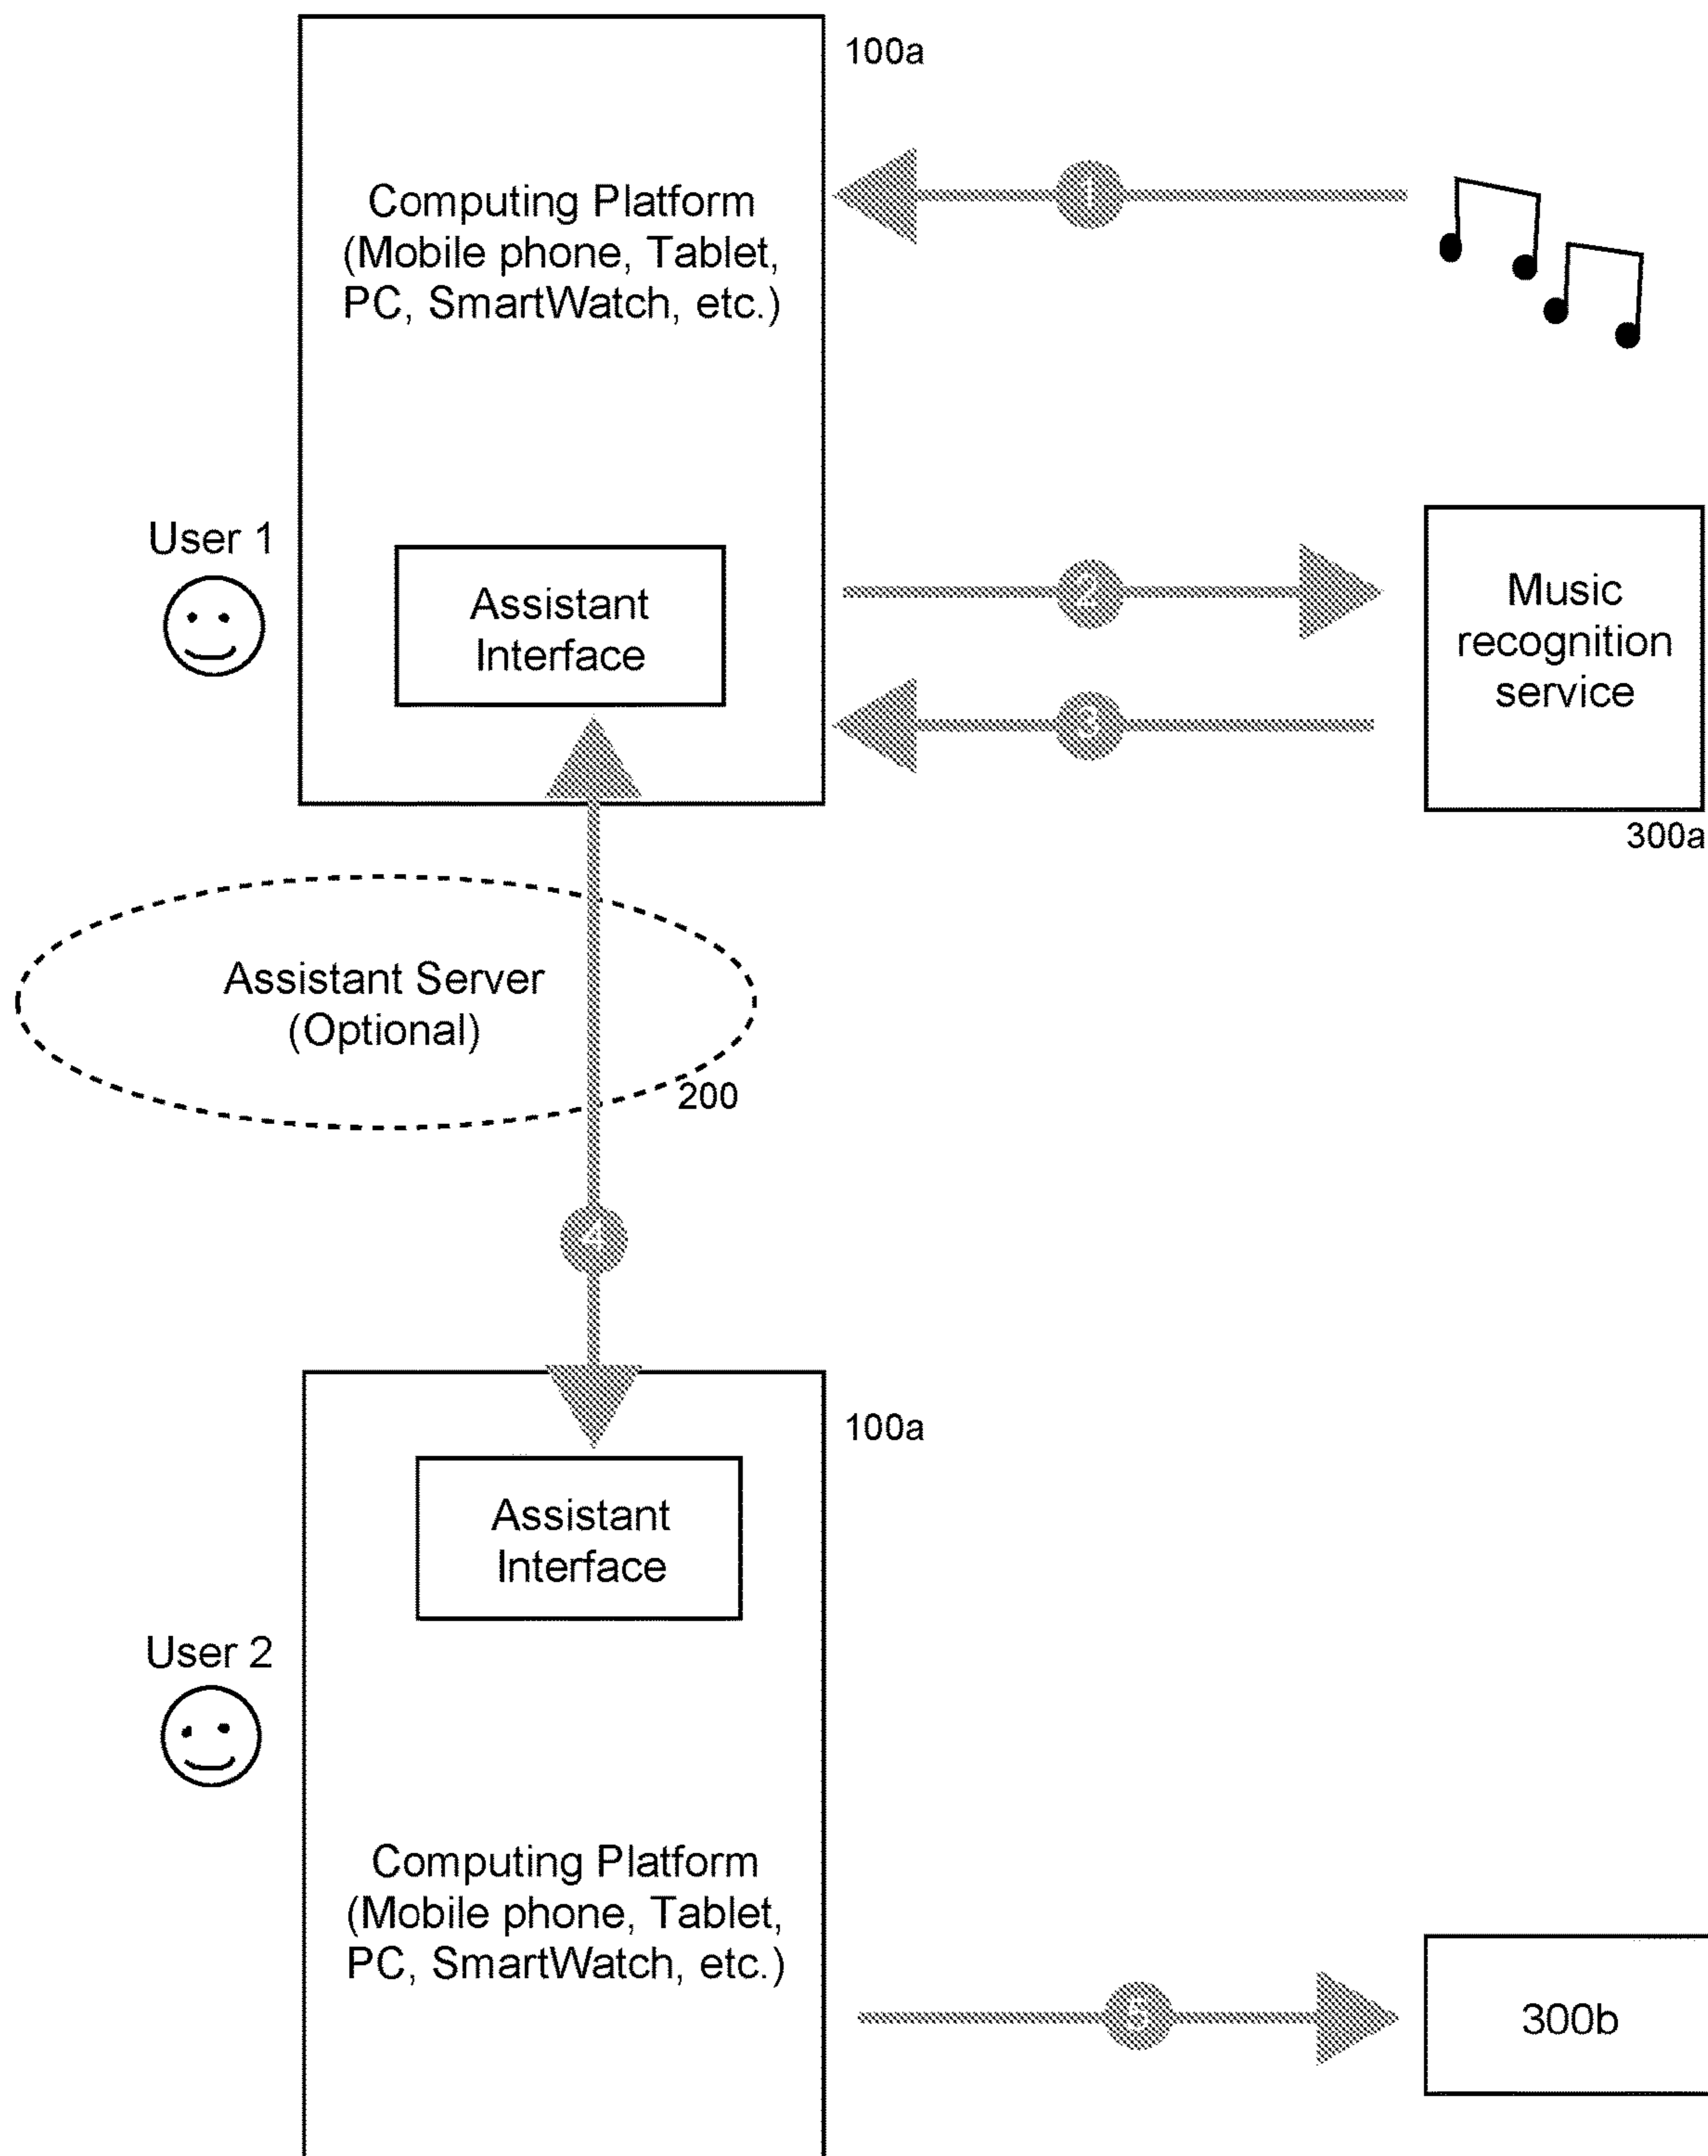 100a
Computing Platform
(Mobile phone, Tablet,
PC, SmartWatch, etc.)
1
User 1
Assistant
Interface
2
3
Music
recognition
service
300a
Assistant Server
(Optional)
200
4
100a
Assistant
Interface
User 2
Computing Platform
(Mobile phone, Tablet,
PC, SmartWatch, etc.)
5
300b